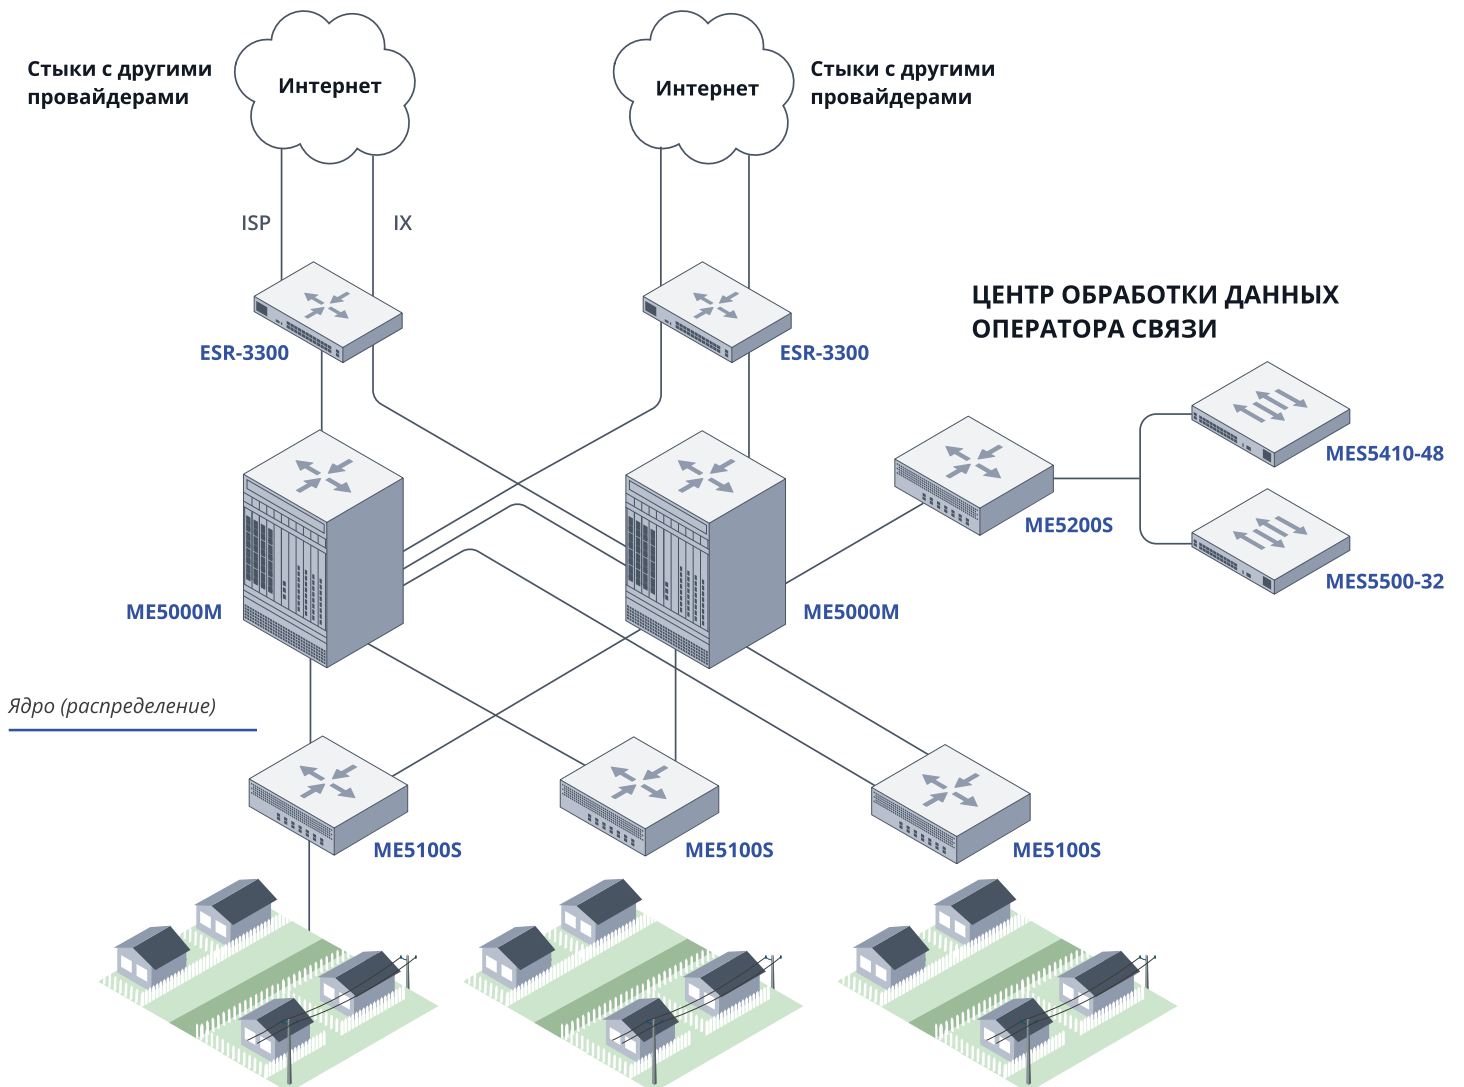 Стыки с другими
провайдерами
Интернет
Интернет
Стыки с другими
провайдерами
ISP
IX
ЦЕНТР ОБРАБОТКИ ДАННЫХ
ОПЕРАТОРА СВЯЗИ
ESR-3300
ESR-3300
MES5410-48
ME5200S
MES5500-32
ME5000M
ME5000M
Ядро (распределение)
ME5100S
ME5100S
ME5100S